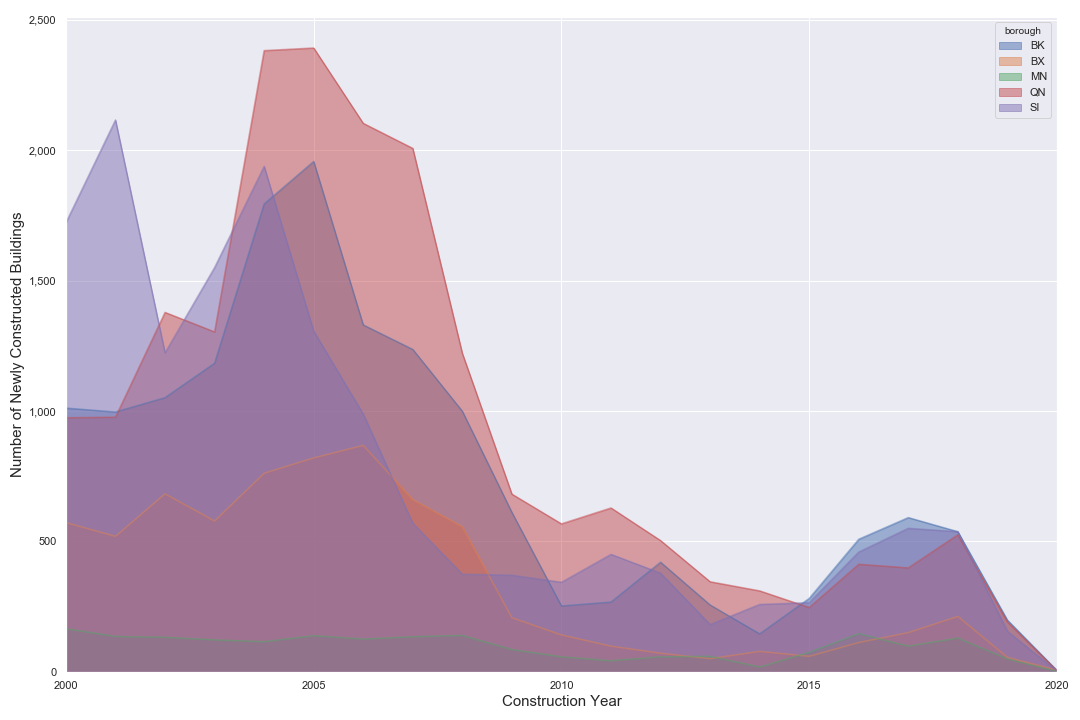 2,500
2,000
1,500
1,000
500
0
Number of Newly Constructed Buildings
borough
BK
BX
MN
QN
SI
2000 2005 2010 2015 2020
Construction Year